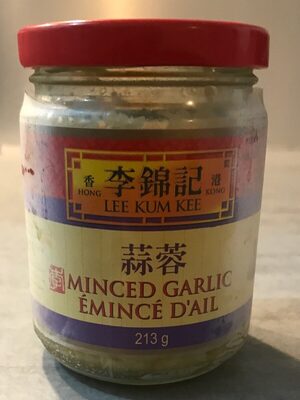 香 李錦記 港
HONG KONG
LEE KUM KEE
蒜蓉
MINCED GARLIC
ÉMINCÉ D'AIL
213 g